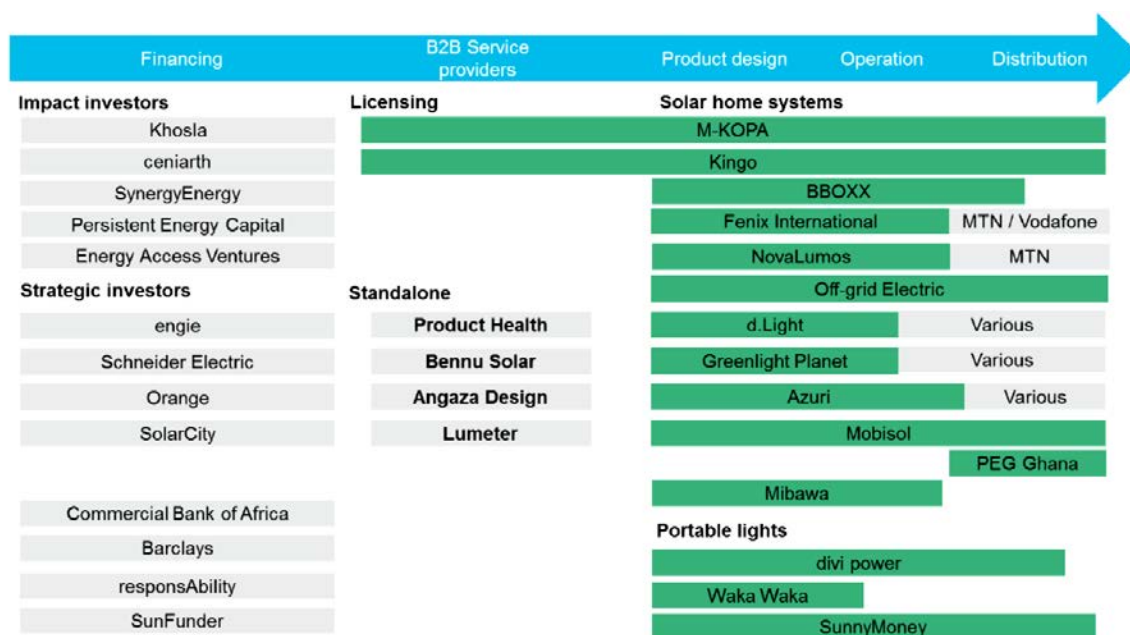 Financing
B2B Service
providers
Product design
Operation
Distribution
Impact investors
Khosla
ceniarth
SynergyEnergy
Persistent Energy Capital
Energy Access Ventures
Strategic investors
engie
Schneider Electric
Orange
SolarCity
Commercial Bank of Africa
Barclays
responsAbility
SunFunder
Licensing
Standalone
Product Health
Bennu Solar
Angaza Design
Lumeter
Solar home systems
M-KOPA
Kingo
BBOXX
Fenix International
MTN / Vodafone
NovaLumos
MTN
Off-grid Electric
d.Light
Various
Greenlight Planet
Various
Azuri
Various
Mobisol
PEG Ghana
Mibawa
Portable lights
divi power
Waka Waka
SunnyMoney